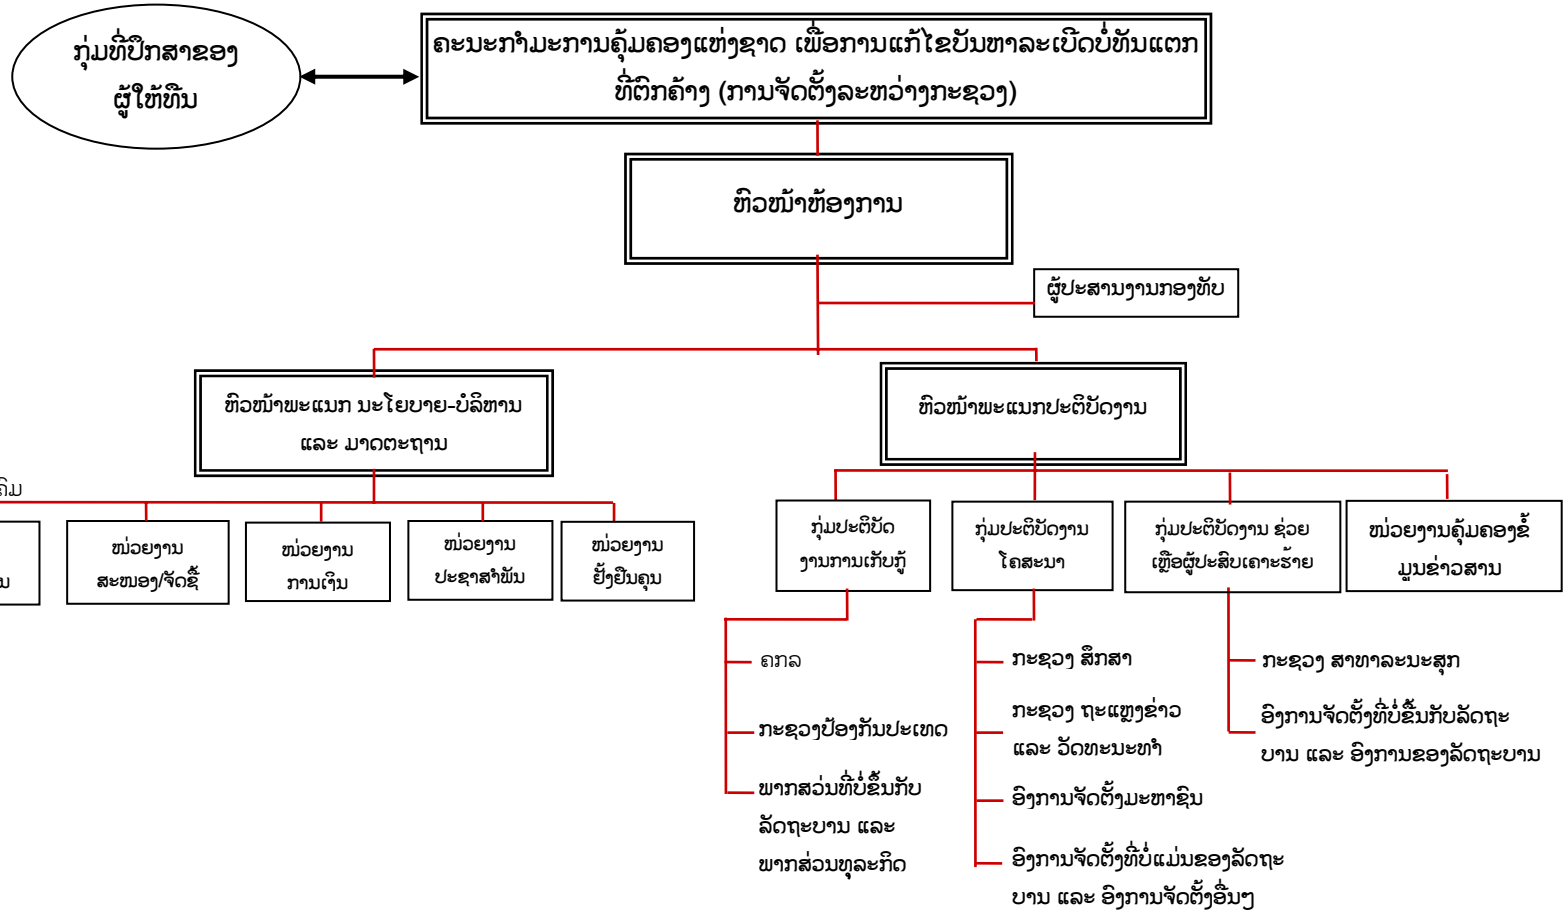 ກຸ່ມທີ່ປຶກສາຂອງ
ຜູ້ໃຫ້ທຶນ
ຄະນະກຳມະການຄຸ້ມຄອງແຫ່ງຊາດ ເພື່ອການແກ້ໄຂບັນຫາລະເບີດບໍ່ທັນແຕກ
ທີ່ຕົກຄ້າງ (ການຈັດຕັ້ງລະຫວ່າງກະຊວງ)
ຫົວໜ້າຫ້ອງການ
ຜູ້ປະສານງານກອງທັບ
ຫົວໜ້າພະແນກ ນະໂຍບາຍ-ບໍລິຫານ
ແລະ ມາດຕະຖານ
ຫົວໜ້າພະແນກປະຕິບັດງານ
ໜ່ວຍງານ
ສະໜອງ/ຈັດຊື້
ໜ່ວຍງານ
ການເງິນ
ໜ່ວຍງານ
ປະຊາສຳພັນ
ໜ່ວຍງານ
ຢັ້ງຢືນຄຸນ
ກຸ່ມປະຕິບັດ
ງານການເກັບກູ້
ກຸ່ມປະຕິບັດງານ
ໂຄສະນາ
ກຸ່ມປະຕິບັດງານ ຊ່ວຍ
ເຫຼືອຜູ້ປະສົບເຄາະຮ້າຍ
ໜ່ວຍງານຄຸ້ມຄອງຂໍ້
ມູນຂ່າວສານ
ຄກລ
ກະຊວງປ້ອງກັນປະເທດ
ພາກສວ່ນທີ່ບໍ່ຂຶ້ນກັບ
ລັດຖະບານ ແລະ
ພາກສ່ວນທຸລະກິດ
ກະຊວງ ສຶກສາ
ກະຊວງ ຖະແຫຼງຂ່າວ
ແລະ ວັດທະນະທຳ
ອົງການຈັດຕັ້ງມະຫາຊົນ
ອົງການຈັດຕັ້ງທີ່ບໍ່ແມ່ນຂອງລັດຖະ
ບານ ແລະ ອົງການຈັດຕັ້ງອື່ນໆ
ກະຊວງ ສາທາລະນະສຸກ
ອົງການຈັດຕັ້ງທີ່ບໍ່ຂຶ້ນກັບລັດຖະ
ບານ ແລະ ອົງການຂອງລັດຖະບານ